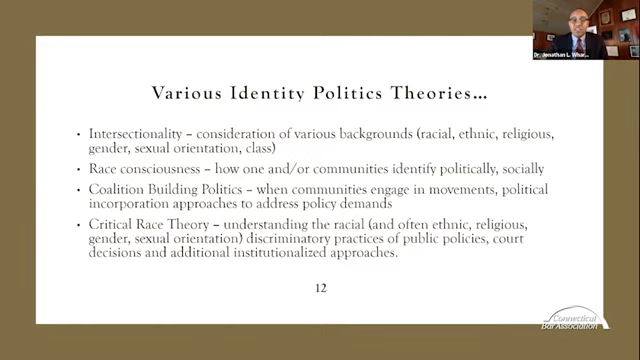 Dr. Jonathan L. Whar...
Various Identity Politics Theories...
• Intersectionality – consideration of various backgrounds (racial, ethnic, religious,
gender, sexual orientation, class)
• Race consciousness – how one and/or communities identify politically, socially
• Coalition Building Politics – when communities engage in movements, political
incorporation approaches to address policy demands
• Critical Race Theory – understanding the racial (and often ethnic, religious,
gender, sexual orientation) discriminatory practices of public policies, court
decisions and additional institutionalized approaches.
12
Connecticut
Bar Association